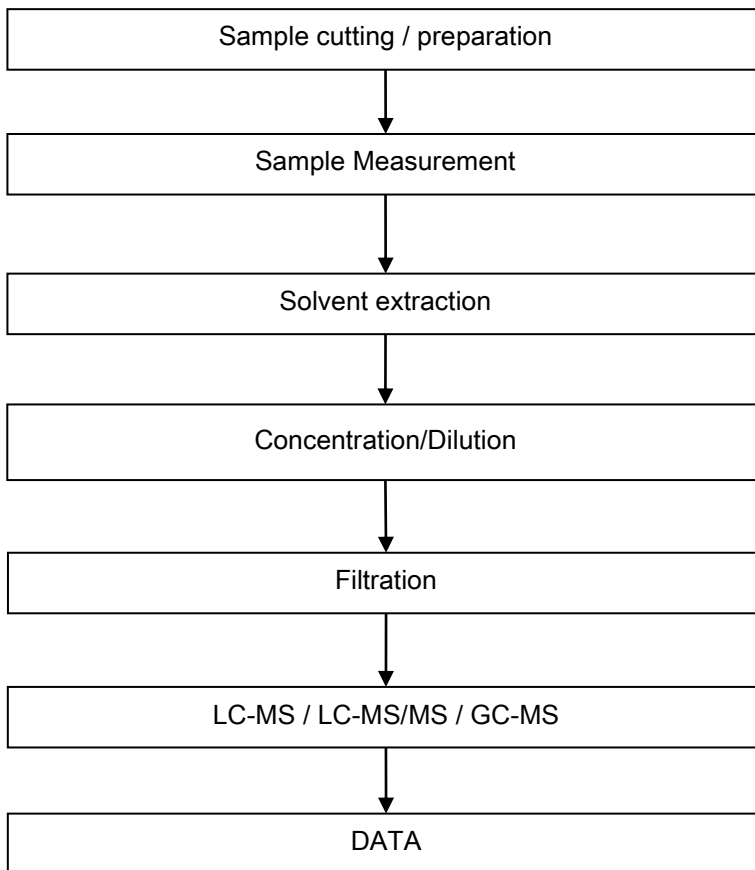 Sample cutting / preparation
Sample Measurement
Solvent extraction
Concentration/Dilution
Filtration
LC-MS / LC-MS/MS / GC-MS
DATA